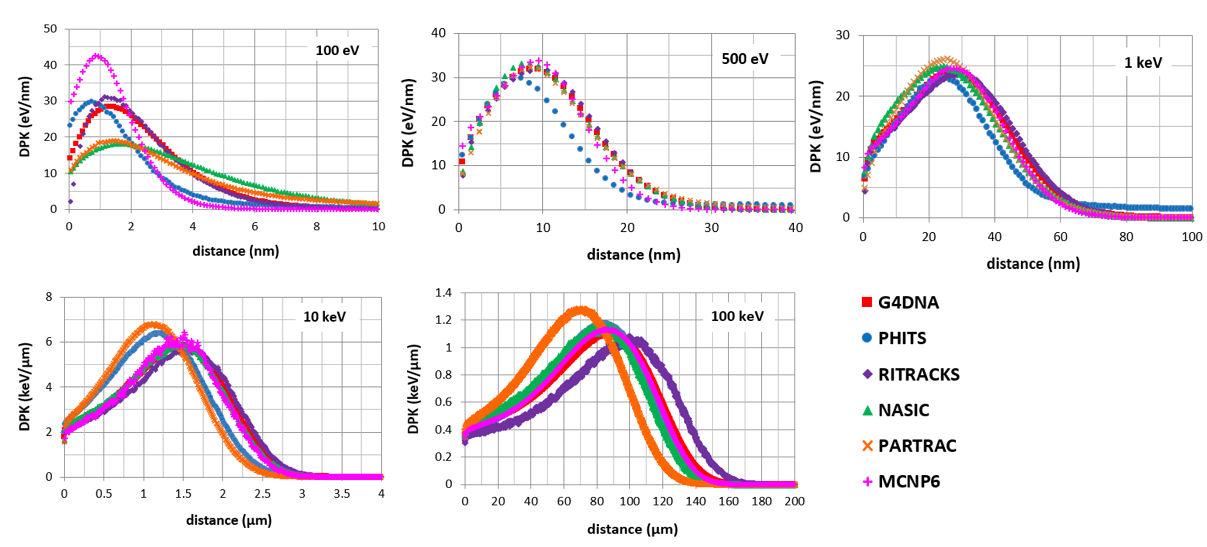 100 eV
DPK (eV/nm)
50
40
30
20
10
0
0 2 4 6 8 10
distance (nm)
500 eV
DPK (eV/nm)
40
30
20
10
0
0 10 20 30 40
distance (nm)
1 keV
DPK (eV/nm)
30
20
10
0
0 20 40 60 80 100
distance (nm)
10 keV
DPK (keV/µm)
8
6
4
2
0
0 0.5 1 1.5 2 2.5 3 3.5 4
distance (µm)
100 keV
DPK (keV/µm)
1.4
1.2
1
0.8
0.6
0.4
0.2
0
0 20 40 60 80 100 120 140 160 180 200
distance (µm)
G4DNA
PHITS
RITRACKS
NASIC
PARTRAC
MCNP6